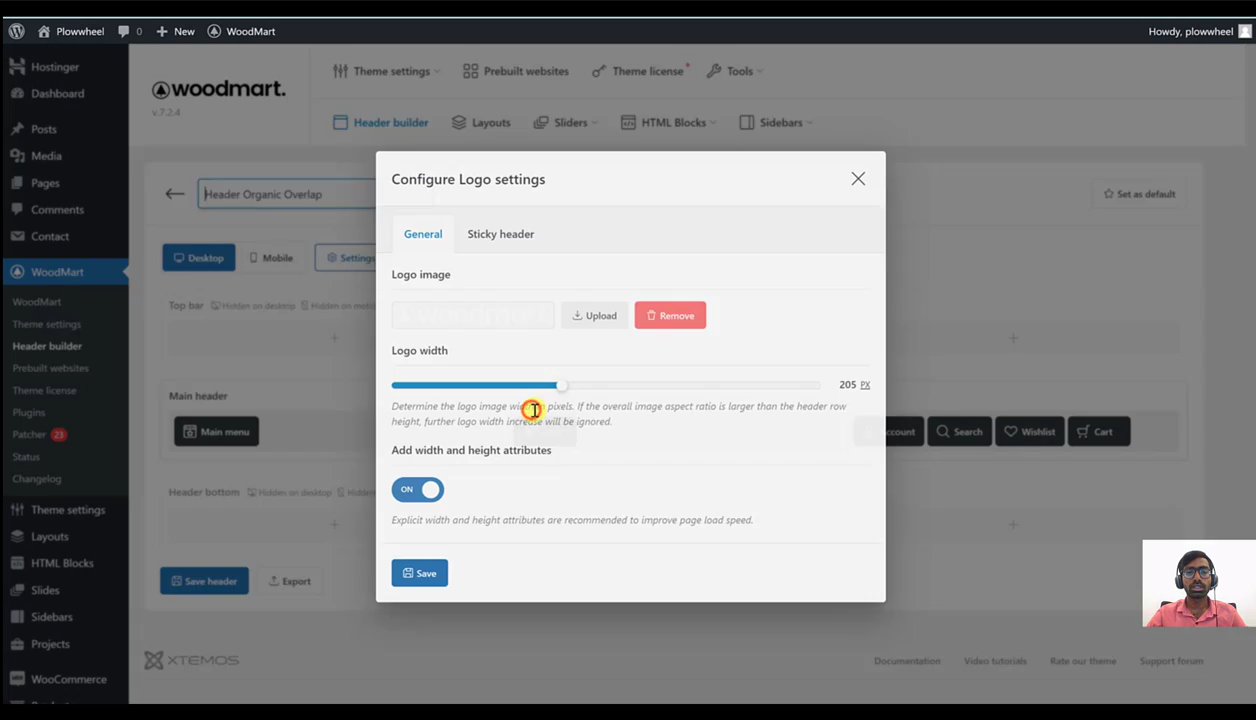 Plowwheel 0 New WoodMart Howdy, plowwheel
Hostinger
Dashboard
Posts
Media
Pages
Comments
Contact
WoodMart
WoodMart
Theme settings
Header builder
Prebuilt websites
Theme license
Plugins
Patcher 23
Status
Changelog
Theme settings
Layouts
HTML Blocks
Slides
Sidebars
Projects
WooCommerce
woodmart.
v.7.2.4
Theme settings Prebuilt websites Theme license Tools
Header builder Layouts Sliders HTML Blocks Sidebars
Header Organic Overlap
Set as default
Desktop Mobile Settings
Top bar Hidden on desktop Hidden on
Main header
Main menu
Search Wishlist Cart
Header bottom Hidden on desktop
Save header Export
Configure Logo settings
General Sticky header
Logo image
Upload Remove
Logo width
205 PX
Determine the logo image pixels. If the overall image aspect ratio is larger than the header row
height, further logo width increase will be ignored.
Add width and height attributes
ON
Explicit width and height attributes are recommended to improve page load speed.
Save
XTEMOS
Documentation Video tutorials Rate our theme Support forum